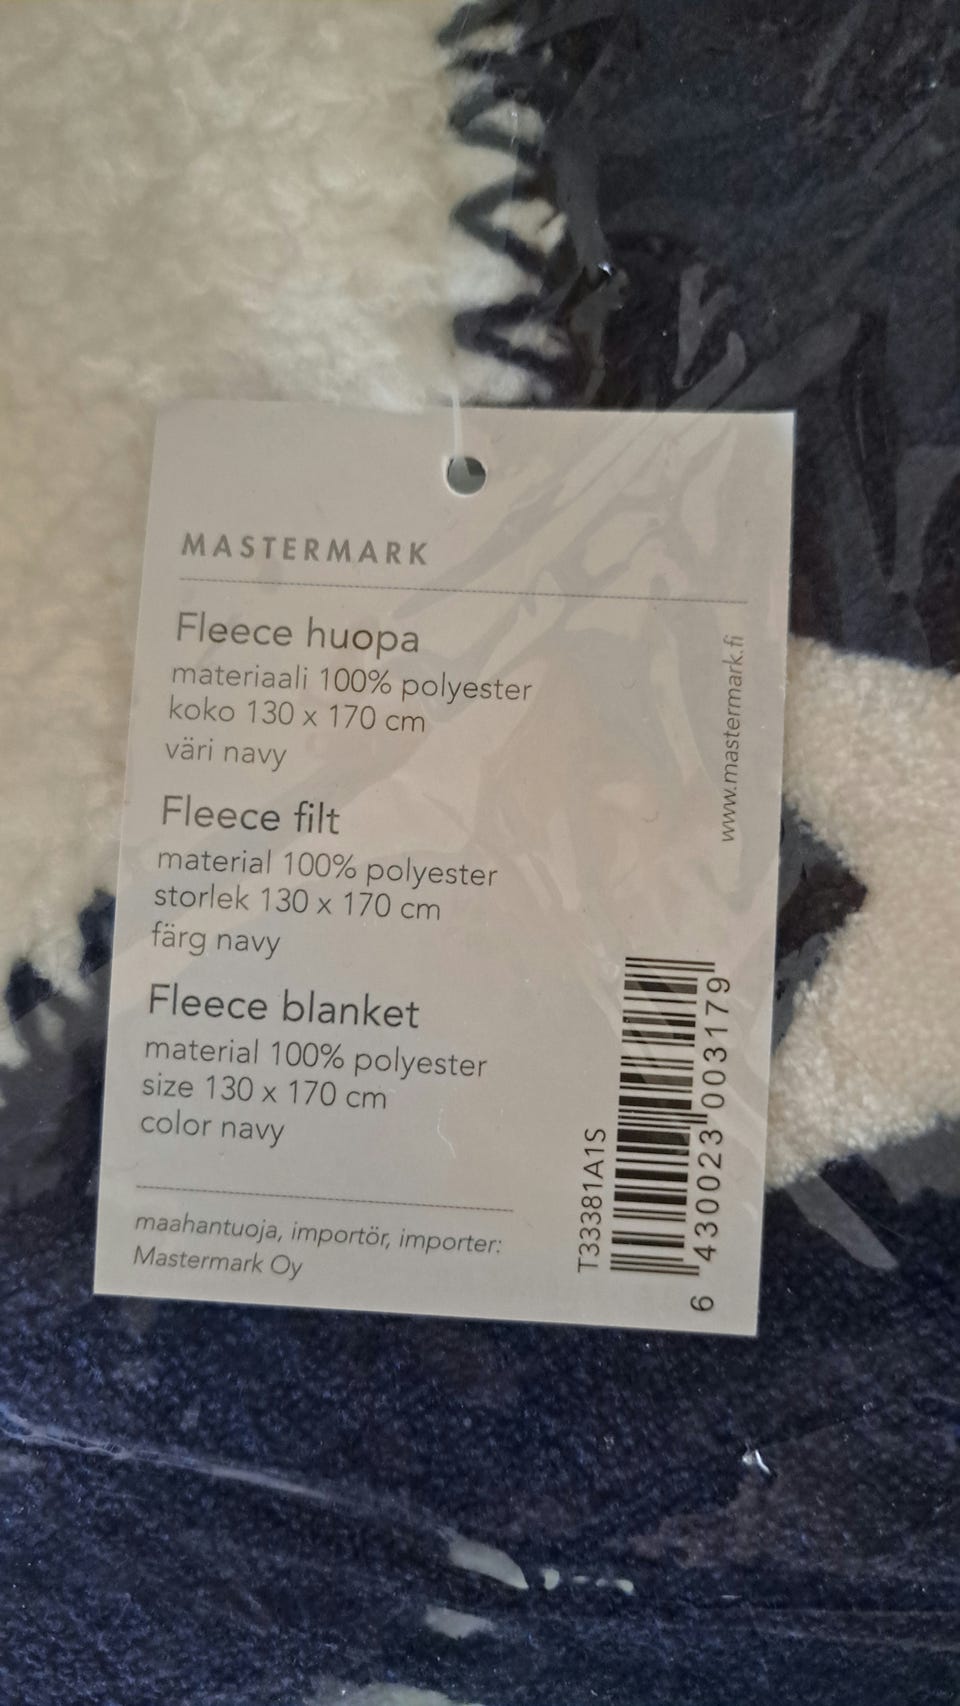 MASTERMARK
Fleece huopa
materiaali 100% polyester
koko 130 x 170 cm
väri navy
Fleece filt
material 100% polyester
storlek 130 x 170 cm
färg navy
Fleece blanket
material 100% polyester
size 130 x 170 cm
color navy
maahantuoja, importör, importer:
Mastermark Oy
www.mastermark.fi
T33381A1S
6 430023 003179